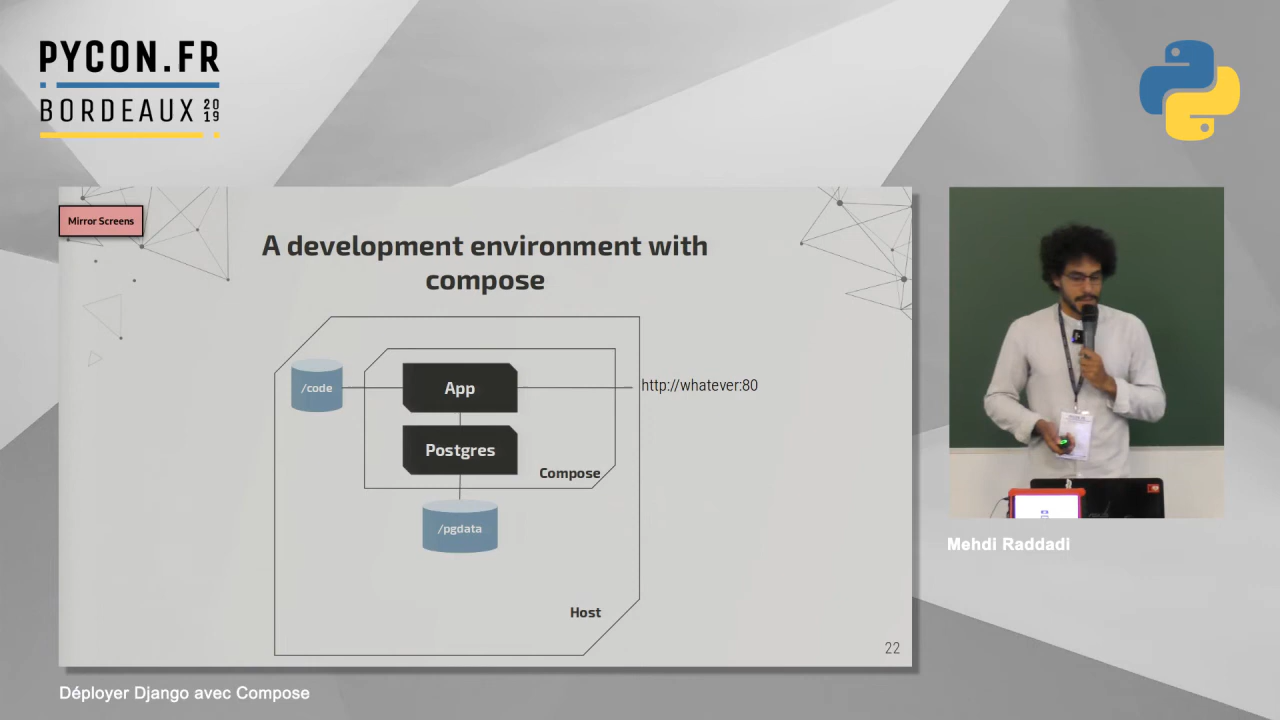 PYCON.FR
BORDEAUX 2019
Mirror Screens
A development environment with
compose
/code
App
http://whatever:80
Postgres
Compose
/pgdata
Host
22
Mehdi Raddadi
Déployer Django avec Compose